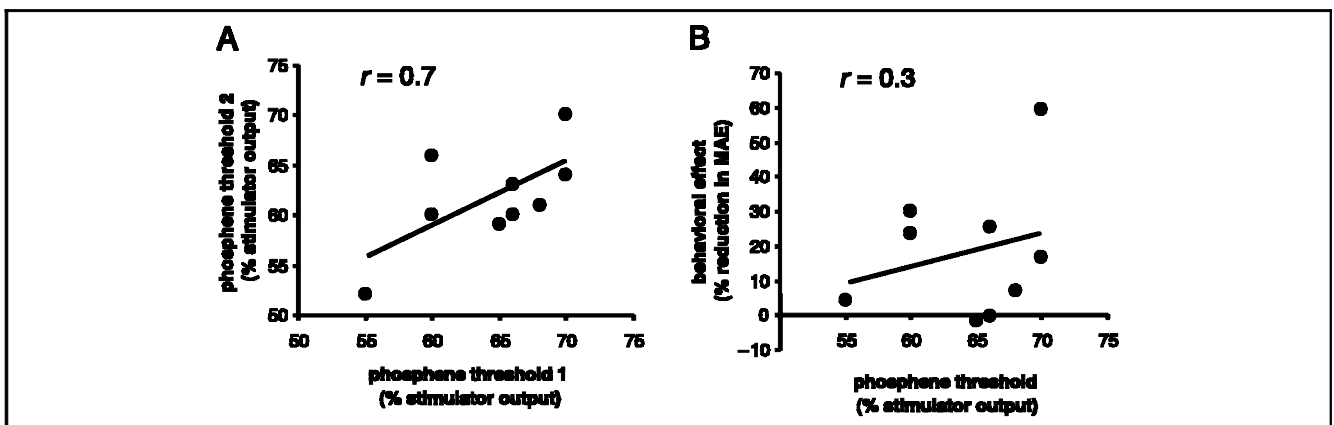 A
B
r = 0.7
r = 0.3
phosphene threshold 2
(% stimulator output)
75
70
65
60
55
50
50 55 60 65 70 75
phosphene threshold 1
(% stimulator output)
behavioral effect
(% reduction in MAE)
70
60
50
40
30
20
10
0
–10
55 60 65 70 75
phosphene threshold
(% stimulator output)